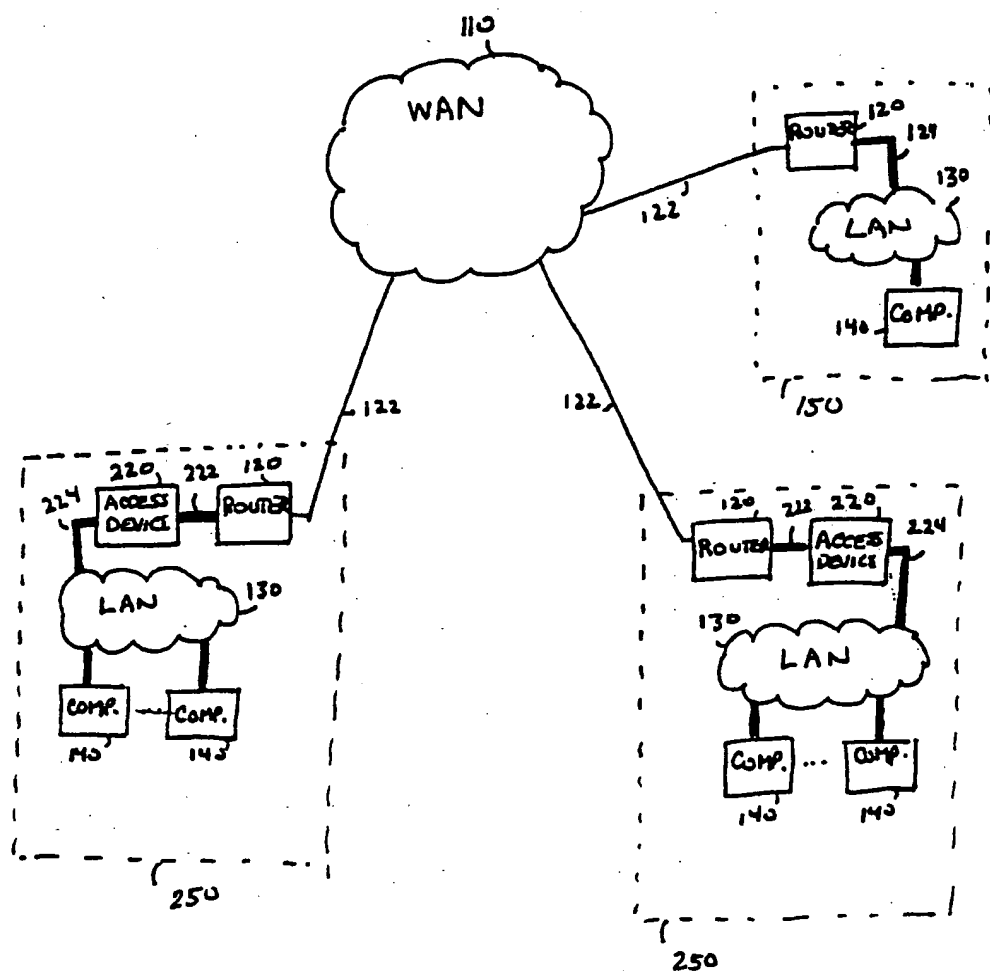 110
WAN
120
ROUTER
124
122
130
LAN
140
COMP.
150
122
122
220
222
120
224
ACCESS
DEVICE
ROUTER
LAN
130
COMP.
COMP.
140
140
250
120
222
220
224
ROUTER
ACCESS
DEVICE
130
LAN
COMP.
...
COMP.
140
140
250